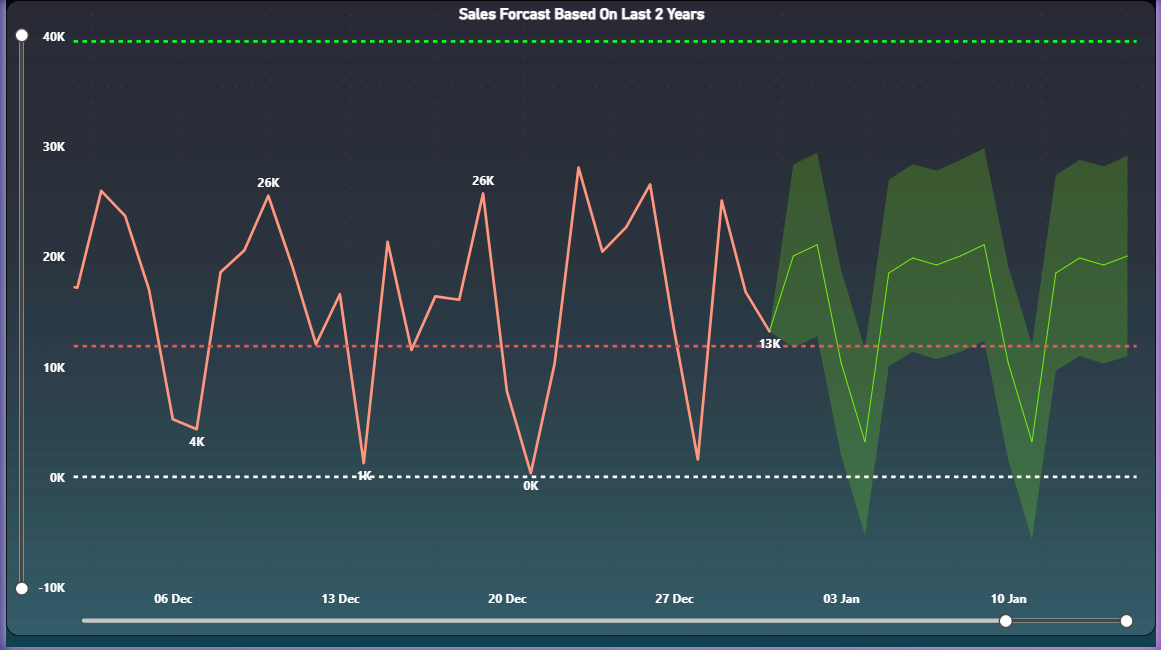 Sales Forcast Based On Last 2 Years
40K
30K
20K
10K
0K
-10K
26K
26K
13K
4K
1K
0K
06 Dec
13 Dec
20 Dec
27 Dec
03 Jan
10 Jan